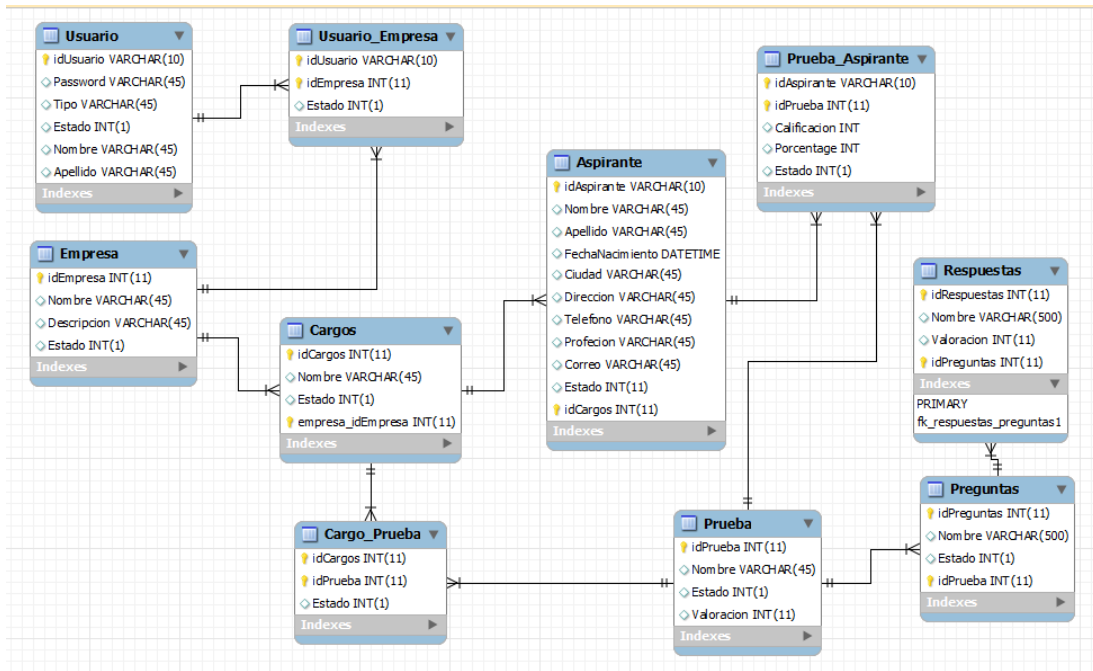 Usuario
idUsuario VARCHAR(10)
Password VARCHAR(45)
Tipo VARCHAR(45)
Estado INT(1)
Nombre VARCHAR(45)
Apellido VARCHAR(45)
Indexes
Usuario_Empresa
idUsuario VARCHAR(10)
idEmpresa INT(11)
Estado INT(1)
Indexes
Prueba_Aspirante
idAspirante VARCHAR(10)
idPrueba INT(11)
Calificacion INT
Porcentage INT
Estado INT(1)
Indexes
Aspirante
idAspirante VARCHAR(10)
Nombre VARCHAR(45)
Apellido VARCHAR(45)
FechaNacimiento DATETIME
Ciudad VARCHAR(45)
Direccion VARCHAR(45)
Telefono VARCHAR(45)
Profecion VARCHAR(45)
Correo VARCHAR(45)
Estado INT(11)
idCargos INT(11)
Indexes
Empresa
idEmpresa INT(11)
Nombre VARCHAR(45)
Descripcion VARCHAR(45)
Estado INT(1)
Indexes
Respuestas
idRespuestas INT(11)
Nombre VARCHAR(500)
Valoracion INT(11)
idPreguntas INT(11)
Indexes
PRIMARY
fk_respuestas_preguntas1
Cargos
idCargos INT(11)
Nombre VARCHAR(45)
Estado INT(1)
empresa_idEmpresa INT(11)
Indexes
Preguntas
idPreguntas INT(11)
Nombre VARCHAR(500)
Estado INT(1)
idPrueba INT(11)
Indexes
Prueba
idPrueba INT(11)
Nombre VARCHAR(45)
Estado INT(1)
Valoracion INT(11)
Indexes
Cargo_Prueba
idCargos INT(11)
idPrueba INT(11)
Estado INT(1)
Indexes